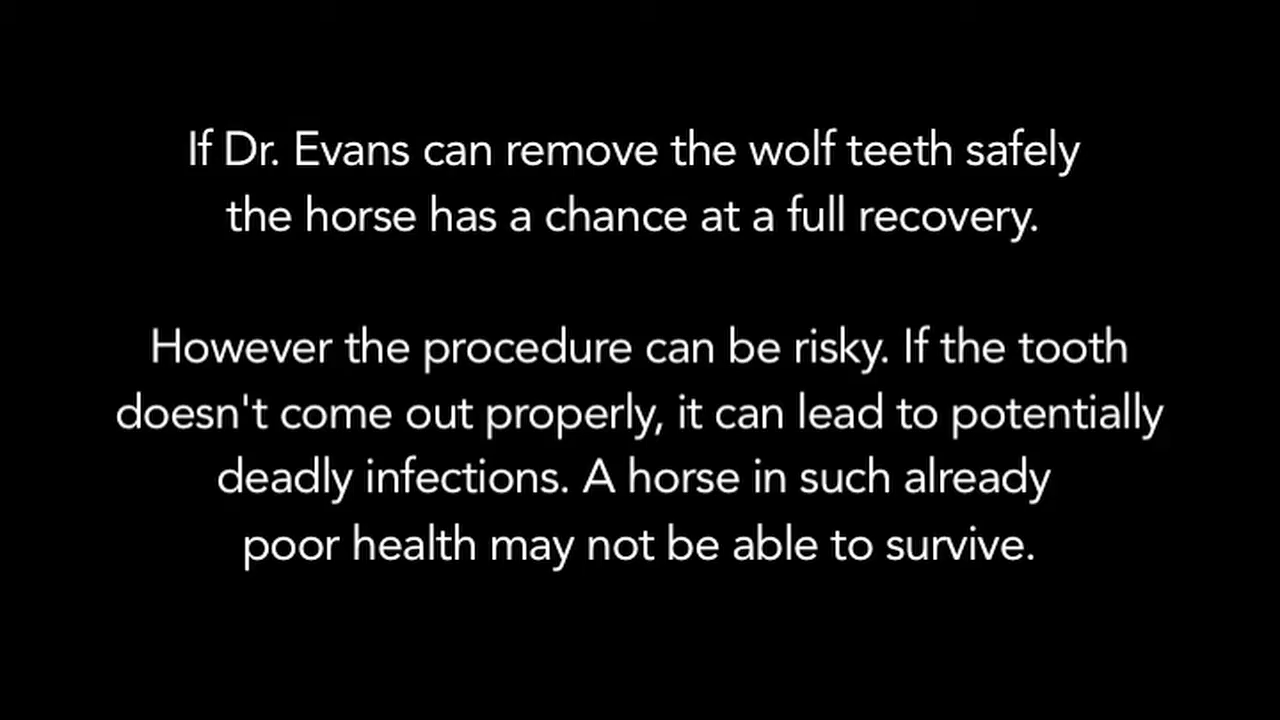 If Dr. Evans can remove the wolf teeth safely
the horse has a chance at a full recovery.
However the procedure can be risky. If the tooth
doesn't come out properly, it can lead to potentially
deadly infections. A horse in such already
poor health may not be able to survive.